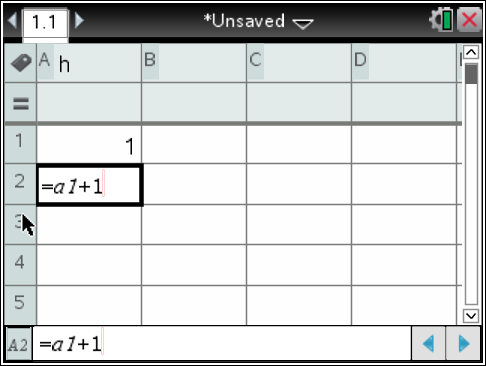 1.1 *Unsaved
A h B C D
=
1 1
2 =a1+1
3
4
5
A2 =a1+1